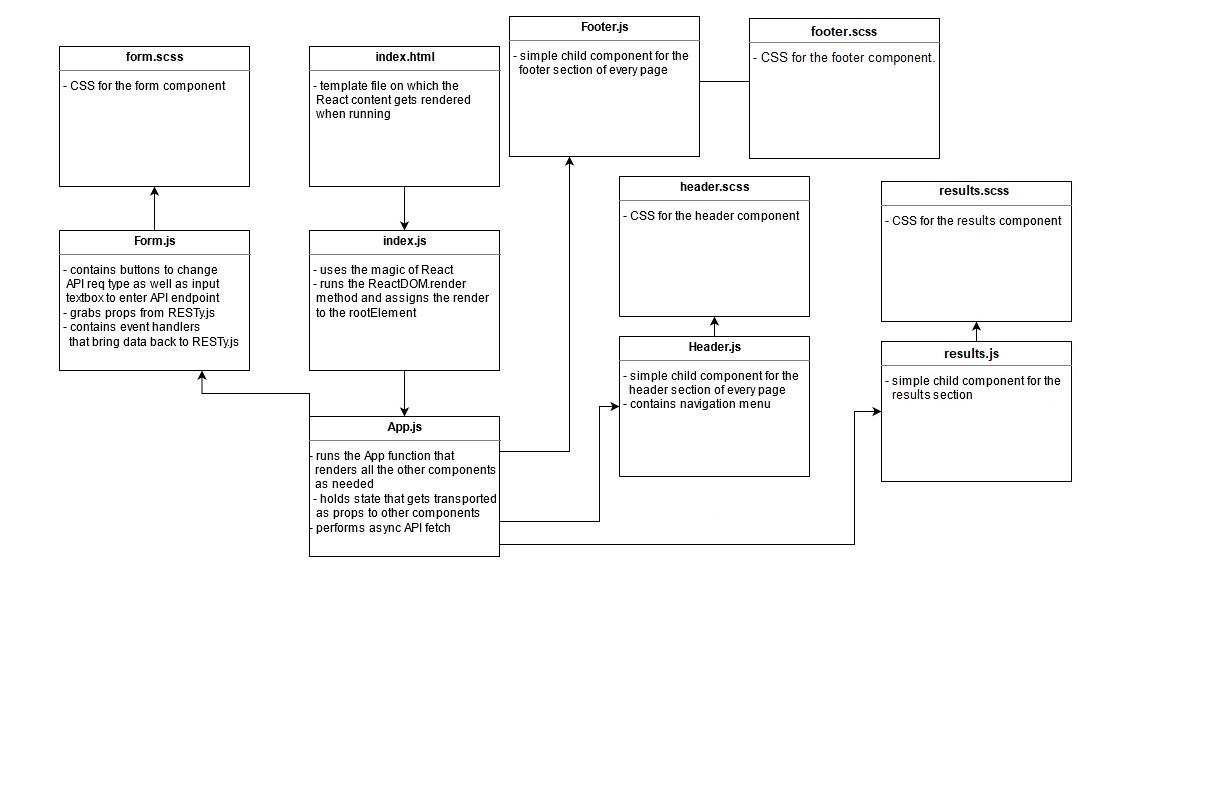 form.scss
- CSS for the form component
index.html
- template file on which the
React content gets rendered
when running
Footer.js
- simple child component for the
footer section of every page
footer.scss
- CSS for the footer component.
header.scss
- CSS for the header component
results.scss
- CSS for the results component
Form.js
- contains buttons to change
API req type as well as input
textbox to enter API endpoint
- grabs props from RESTy.js
- contains event handlers
that bring data back to RESTy.js
index.js
- uses the magic of React
- runs the ReactDOM.render
method and assigns the render
to the rootElement
Header.js
- simple child component for the
header section of every page
- contains navigation menu
results.js
- simple child component for the
results section
App.js
- runs the App function that
renders all the other components
as needed
- holds state that gets transported
as props to other components
- performs async API fetch